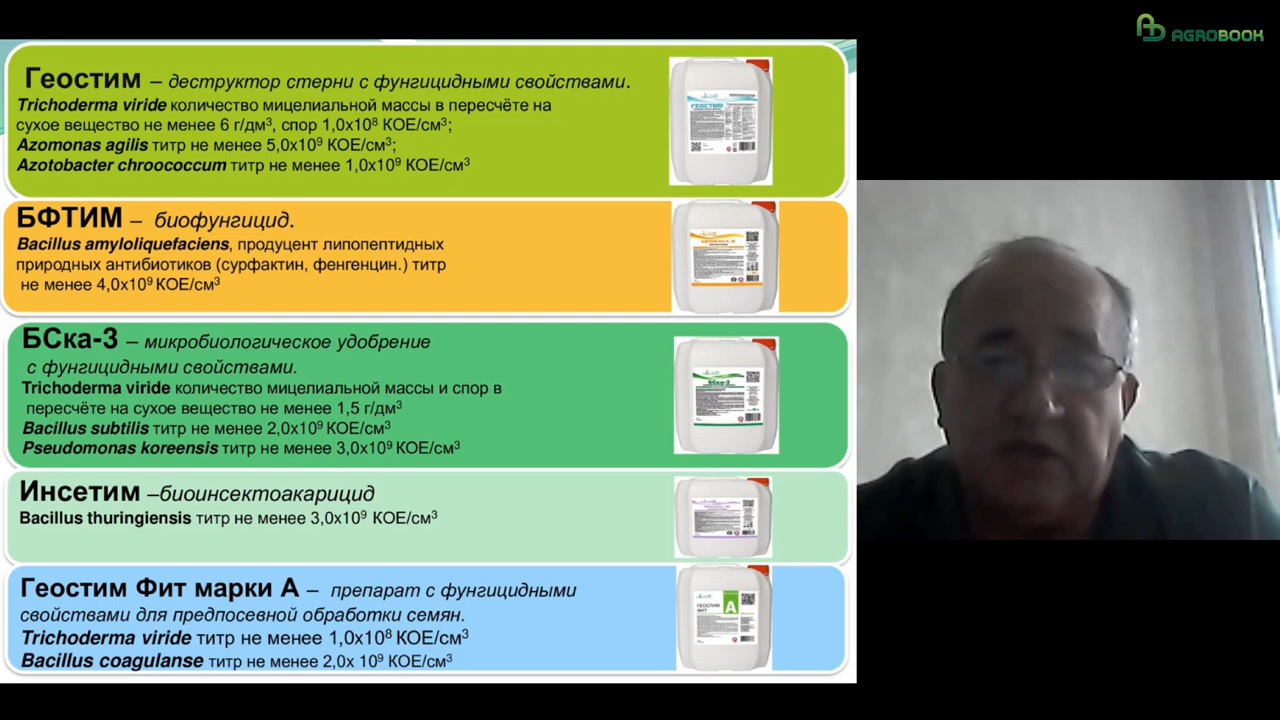 AGROBOOK
Геостим – деструктор стерни с фунгицидными свойствами.
Trichoderma viride количество мицелиальной массы в пересчёте на
сухое вещество не менее 6 г/дм³, спор 1,0х10⁸ КОЕ/см³;
Azomonas agilis титр не менее 5,0х10⁹ КОЕ/см³;
Azotobacter chroococcum титр не менее 1,0х10⁹ КОЕ/см³
ГЕОСТИМ
БФТИМ – биофунгицид.
Bacillus amyloliquefaciens, продуцент липопептидных
природных антибиотиков (сурфактин, фенгенцин.) титр
не менее 4,0х10⁹ КОЕ/см³
БСка-3 – микробиологическое удобрение
с фунгицидными свойствами.
Trichoderma viride количество мицелиальной массы и спор в
пересчёте на сухое вещество не менее 1,5 г/дм³
Bacillus subtilis титр не менее 2,0х10⁹ КОЕ/см³
Pseudomonas koreensis титр не менее 3,0х10⁹ КОЕ/см³
БСка-3
Инсетим –биоинсектоакарицид
Bacillus thuringiensis титр не менее 3,0х10⁹ КОЕ/см³
Геостим Фит марки А – препарат с фунгицидными
свойствами для предпосевной обработки семян.
Trichoderma viride титр не менее 1,0х10⁸ КОЕ/см³
Bacillus coagulanse титр не менее 2,0х 10⁹ КОЕ/см³
ГЕОСТИМ
ФИТ
А